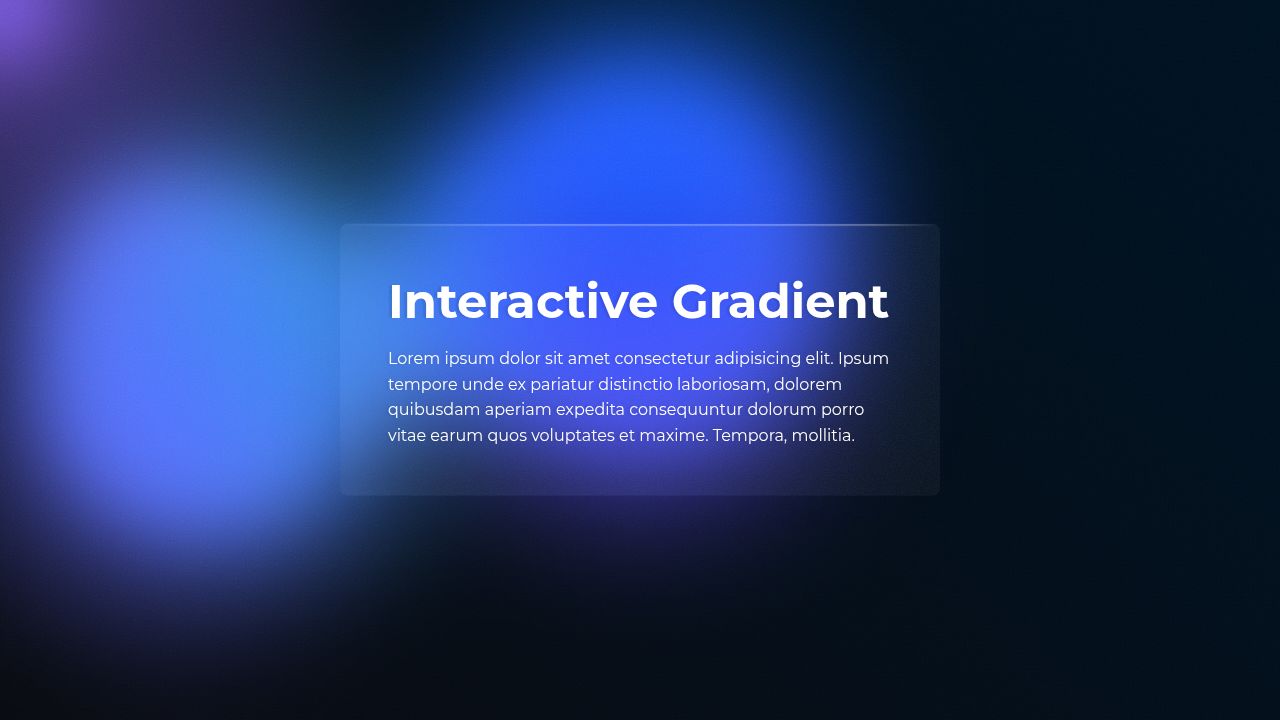 Interactive Gradient
Lorem ipsum dolor sit amet consectetur adipisicing elit. Ipsum
tempore unde ex pariatur distinctio laboriosam, dolorem
quibusdam aperiam expedita consequuntur dolorum porro
vitae earum quos voluptates et maxime. Tempora, mollitia.